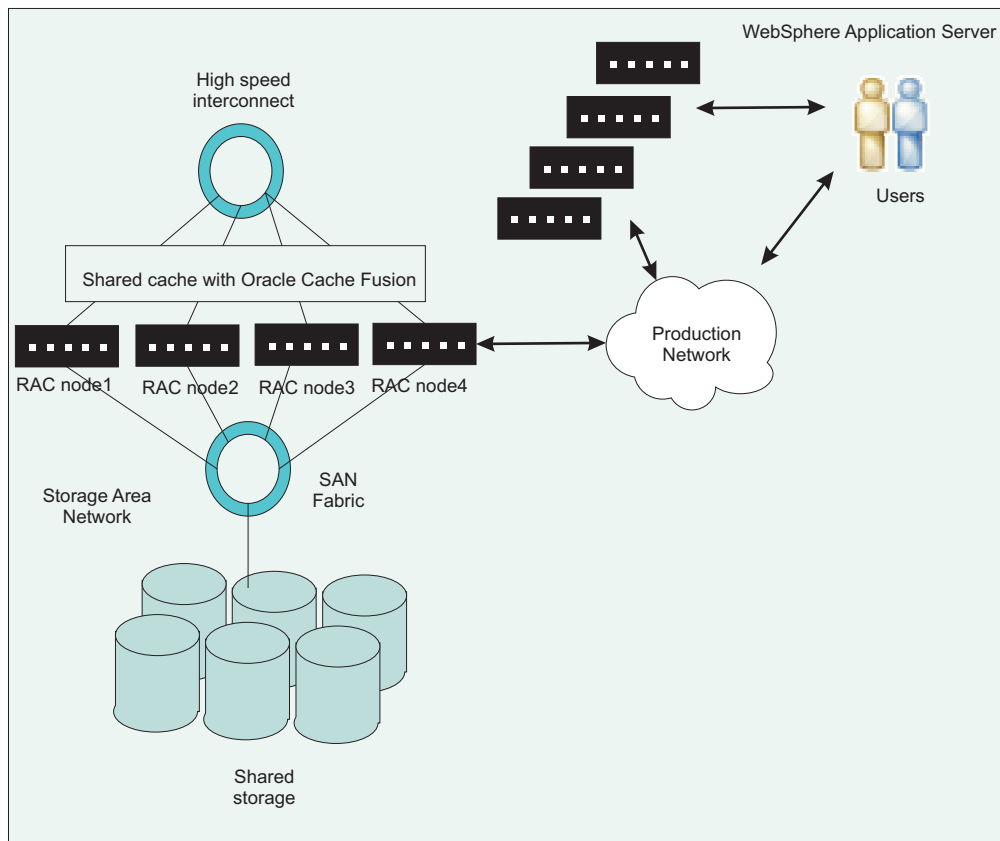 WebSphere Application Server
High speed
interconnect
Users
Shared cache with Oracle Cache Fusion
Production
Network
RAC node1
RAC node2
RAC node3
RAC node4
Storage Area
Network
SAN
Fabric
Shared
storage